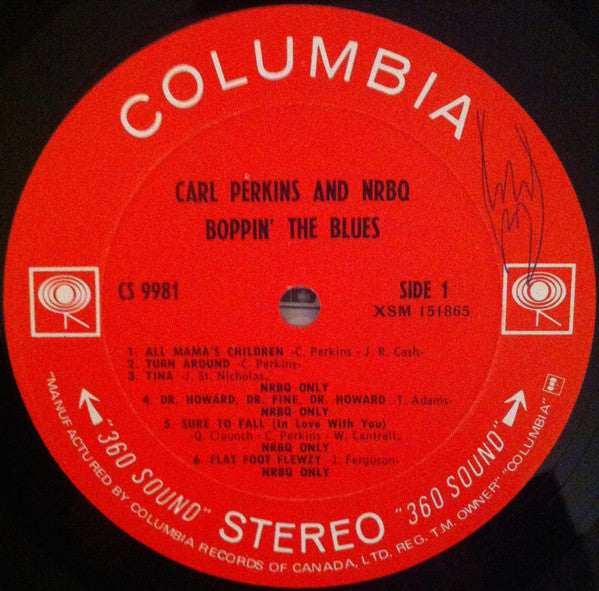 COLUMBIA
CARL PERKINS AND NRBQ
BOPPIN' THE BLUES
CS 9981
SIDE 1
XSM 151865
1. ALL MAMA'S CHILDREN -C. Perkins - J. R. Cash-
2. TURN AROUND -C. Perkins-
3. TINA -J. St. Nicholas-
NRBQ ONLY
4. DR. HOWARD, DR. FINE, DR. HOWARD -T. Adams-
NRBQ ONLY
5. SURE TO FALL (In Love With You)
-Q. Claunch - C. Perkins - W. Cantrell-
NRBQ ONLY
6. FLAT FOOT FLEWZY -J. Ferguson-
NRBQ ONLY
"360 SOUND" STEREO "360 SOUND"
"MANUFACTURED BY COLUMBIA RECORDS OF CANADA, LTD. REG. T.M. OWNER" "COLUMBIA"